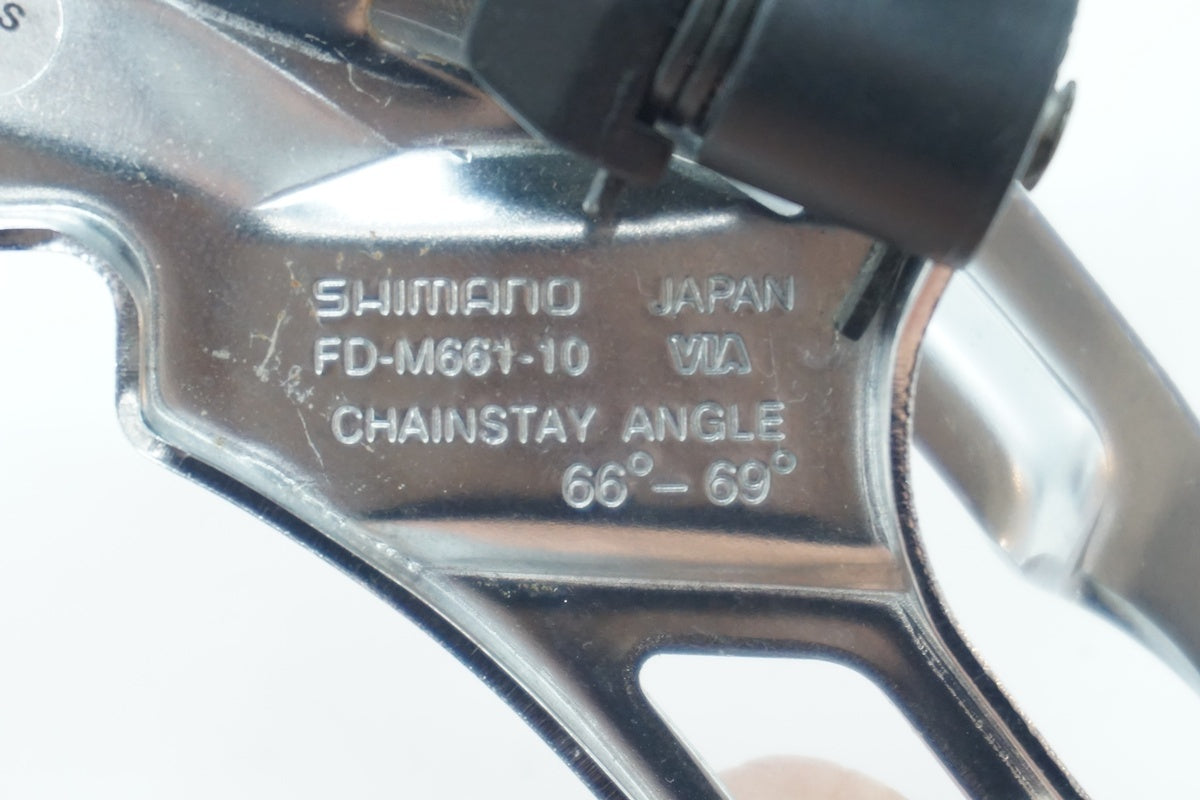 S
SHIMANO JAPAN
FD-M661-10 VIA
CHAINSTAY ANGLE
66°-69°